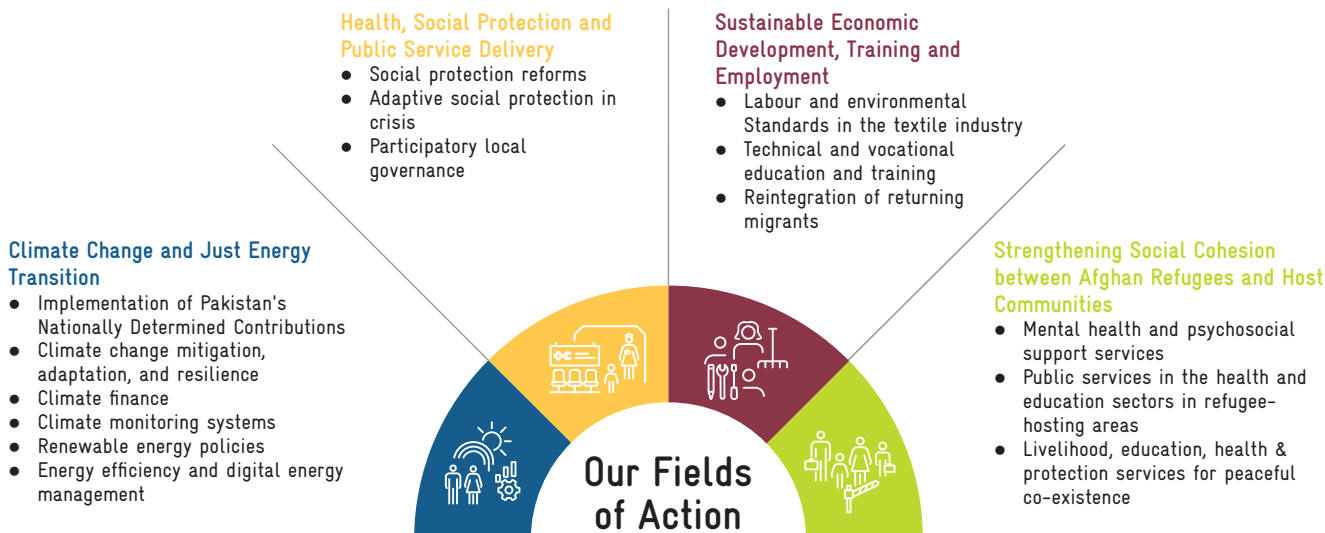 Health, Social Protection and
Public Service Delivery
● Social protection reforms
● Adaptive social protection in
crisis
● Participatory local
governance
Sustainable Economic
Development, Training and
Employment
● Labour and environmental
Standards in the textile industry
● Technical and vocational
education and training
● Reintegration of returning
migrants
Climate Change and Just Energy
Transition
● Implementation of Pakistan's
Nationally Determined Contributions
● Climate change mitigation,
adaptation, and resilience
● Climate finance
● Climate monitoring systems
● Renewable energy policies
● Energy efficiency and digital energy
management
Strengthening Social Cohesion
between Afghan Refugees and Host
Communities
● Mental health and psychosocial
support services
● Public services in the health and
education sectors in refugee-
hosting areas
● Livelihood, education, health &
protection services for peaceful
co-existence
Our Fields
of Action